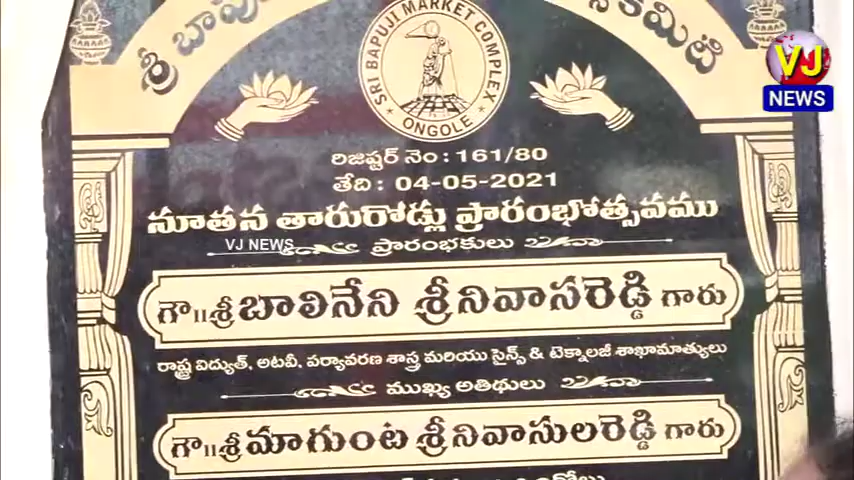 శ్రీ బాపూ
కమిటీ
SRI BAPUJI MARKET COMPLEX
ONGOLE
VJ
NEWS
రిజిష్టర్ నెం : 161/80
తేది : 04-05-2021
నూతన తారురోడ్లు ప్రారంభోత్సవము
VJ NEWS
ప్రారంభకులు
గౌ॥శ్రీ బాలినేని శ్రీనివాసరెడ్డి గారు
రాష్ట్ర విద్యుత్, అటవీ, పర్యావరణ శాస్త్ర మరియు సైన్స్ & టెక్నాలజీ శాఖామాత్యులు
ముఖ్య అతిథులు
గౌ॥శ్రీ మాగుంట శ్రీనివాసులరెడ్డి గారు